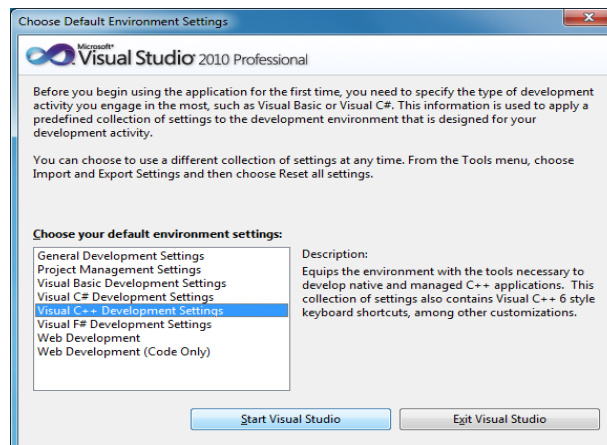 Choose Default Environment Settings
Microsoft®
Visual Studio® 2010 Professional
Before you begin using the application for the first time, you need to specify the type of development
activity you engage in the most, such as Visual Basic or Visual C#. This information is used to apply a
predefined collection of settings to the development environment that is designed for your
development activity.
You can choose to use a different collection of settings at any time. From the Tools menu, choose
Import and Export Settings and then choose Reset all settings.
Choose your default environment settings:
General Development Settings
Project Management Settings
Visual Basic Development Settings
Visual C# Development Settings
Visual C++ Development Settings
Visual F# Development Settings
Web Development
Web Development (Code Only)
Description:
Equips the environment with the tools necessary to
develop native and managed C++ applications. This
collection of settings also contains Visual C++ 6 style
keyboard shortcuts, among other customizations.
Start Visual Studio
Exit Visual Studio